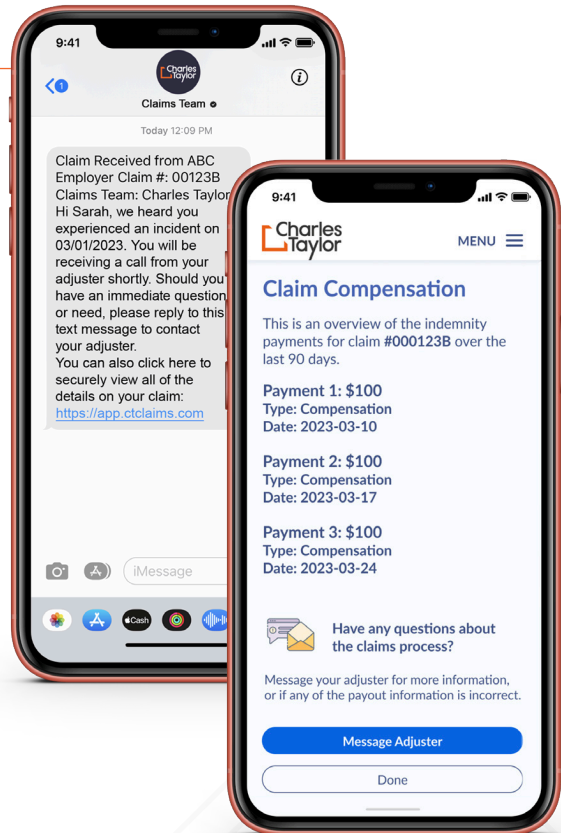 9:41
1
Charles
Taylor
Claims Team
Today 12:09 PM
Claim Received from ABC
Employer Claim #: 00123B
Claims Team: Charles Taylor
Hi Sarah, we heard you
experienced an incident on
03/01/2023. You will be
receiving a call from your
adjuster shortly. Should you
have an immediate question
or need, please reply to this
text message to contact
your adjuster.
You can also click here to
securely view all of the
details on your claim:
https://app.ctclaims.com
iMessage
Cash
9:41
Charles
Taylor
MENU
Claim Compensation
This is an overview of the indemnity
payments for claim #000123B over the
last 90 days.
Payment 1: $100
Type: Compensation
Date: 2023-03-10
Payment 2: $100
Type: Compensation
Date: 2023-03-17
Payment 3: $100
Type: Compensation
Date: 2023-03-24
Have any questions about
the claims process?
Message your adjuster for more information,
or if any of the payout information is incorrect.
Message Adjuster
Done